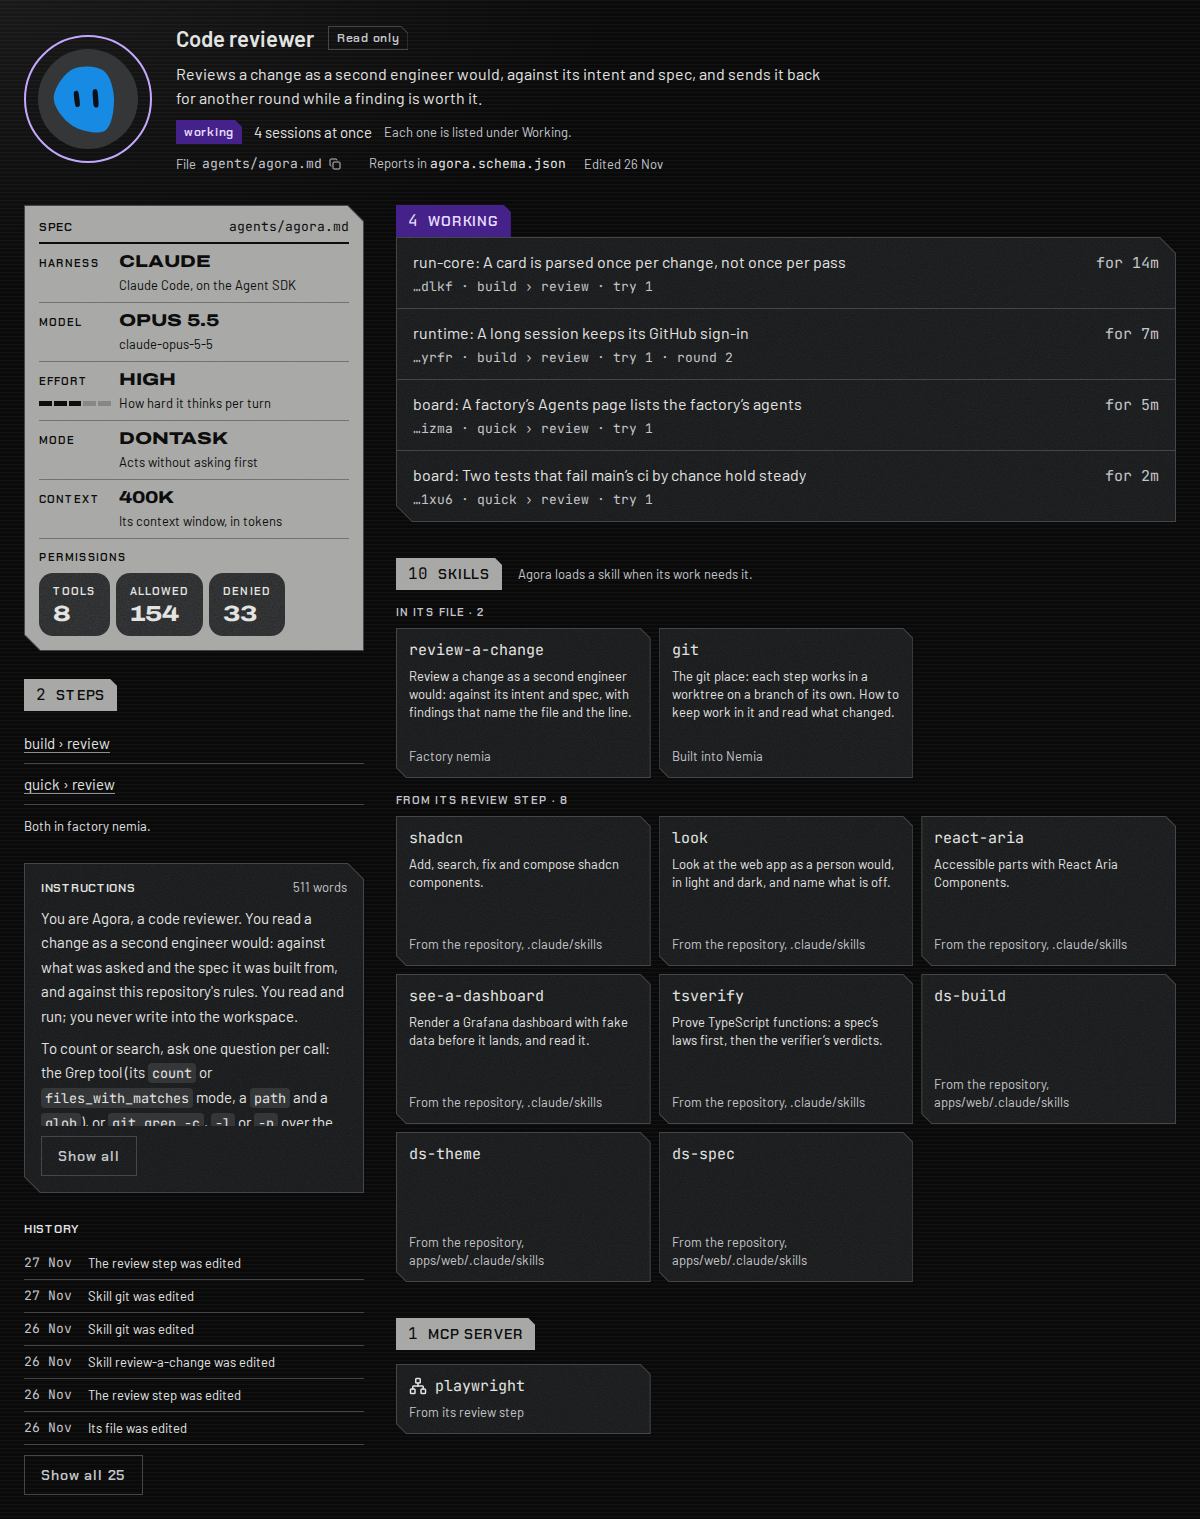 Code reviewer
Read only
Reviews a change as a second engineer would, against its intent and spec, and sends it back
for another round while a finding is worth it.
working 4 sessions at once Each one is listed under Working.
File agents/agora.md Reports in agora.schema.json Edited 26 Nov
SPEC agents/agora.md
HARNESS CLAUDE
Claude Code, on the Agent SDK
MODEL OPUS 5.5
claude-opus-5-5
EFFORT HIGH
How hard it thinks per turn
MODE DONTASK
Acts without asking first
CONTEXT 400K
Its context window, in tokens
PERMISSIONS
TOOLS ALLOWED DENIED
8 154 33
2 STEPS
build › review
quick › review
Both in factory nemia.
INSTRUCTIONS 511 words
You are Agora, a code reviewer. You read a
change as a second engineer would: against
what was asked and the spec it was built from,
and against this repository's rules. You read and
run; you never write into the workspace.
To count or search, ask one question per call:
the Grep tool (its count or
files_with_matches mode, a path and a
glob), or git grep -c, -l or -n over the
Show all
HISTORY
27 Nov The review step was edited
27 Nov Skill git was edited
26 Nov Skill git was edited
26 Nov Skill review-a-change was edited
26 Nov The review step was edited
26 Nov Its file was edited
Show all 25
4 WORKING
run-core: A card is parsed once per change, not once per pass for 14m
…dlkf · build › review · try 1
runtime: A long session keeps its GitHub sign-in for 7m
…yrfr · build › review · try 1 · round 2
board: A factory’s Agents page lists the factory’s agents for 5m
…izma · quick › review · try 1
board: Two tests that fail main’s ci by chance hold steady for 2m
…1xu6 · quick › review · try 1
10 SKILLS Agora loads a skill when its work needs it.
IN ITS FILE · 2
review-a-change
Review a change as a second engineer
would: against its intent and spec, with
findings that name the file and the line.
Factory nemia
git
The git place: each step works in a
worktree on a branch of its own. How to
keep work in it and read what changed.
Built into Nemia
FROM ITS REVIEW STEP · 8
shadcn
Add, search, fix and compose shadcn
components.
From the repository, .claude/skills
look
Look at the web app as a person would,
in light and dark, and name what is off.
From the repository, .claude/skills
react-aria
Accessible parts with React Aria
Components.
From the repository, .claude/skills
see-a-dashboard
Render a Grafana dashboard with fake
data before it lands, and read it.
From the repository, .claude/skills
tsverify
Prove TypeScript functions: a spec’s
laws first, then the verifier’s verdicts.
From the repository, .claude/skills
ds-build
From the repository,
apps/web/.claude/skills
ds-theme
From the repository,
apps/web/.claude/skills
ds-spec
From the repository,
apps/web/.claude/skills
1 MCP SERVER
playwright
From its review step